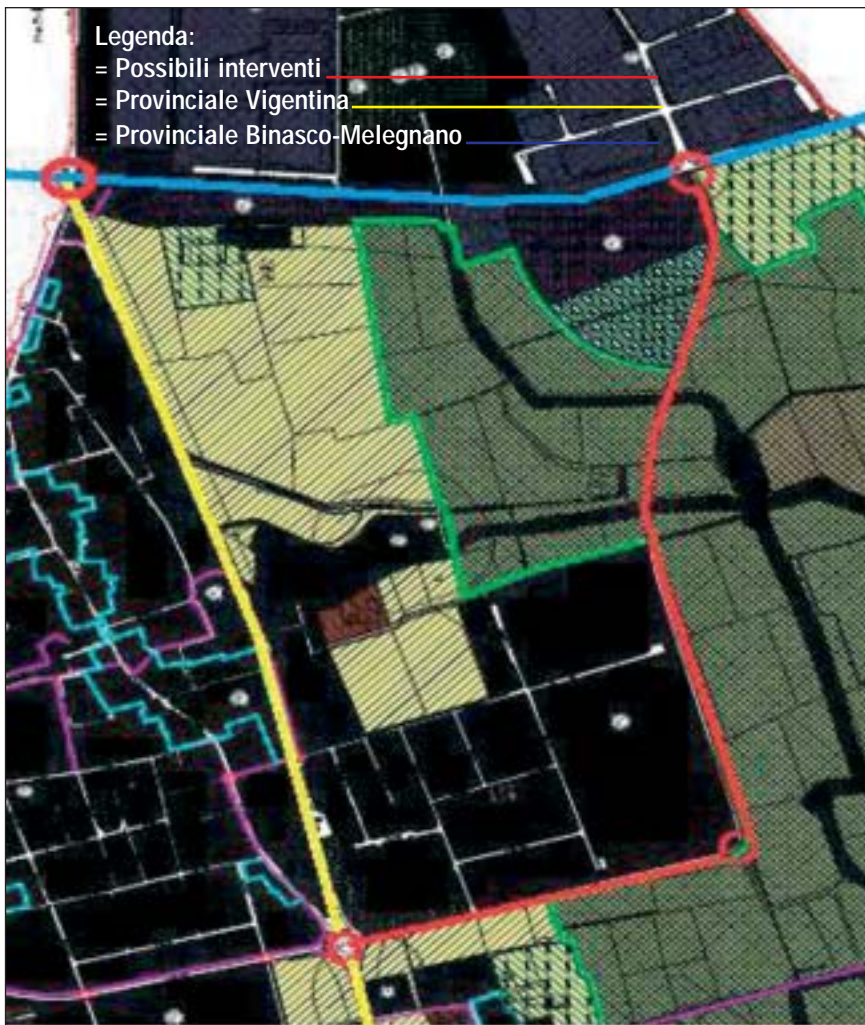 Legenda:
= Possibili interventi
= Provinciale Vigentina
= Provinciale Binasco-Melegnano